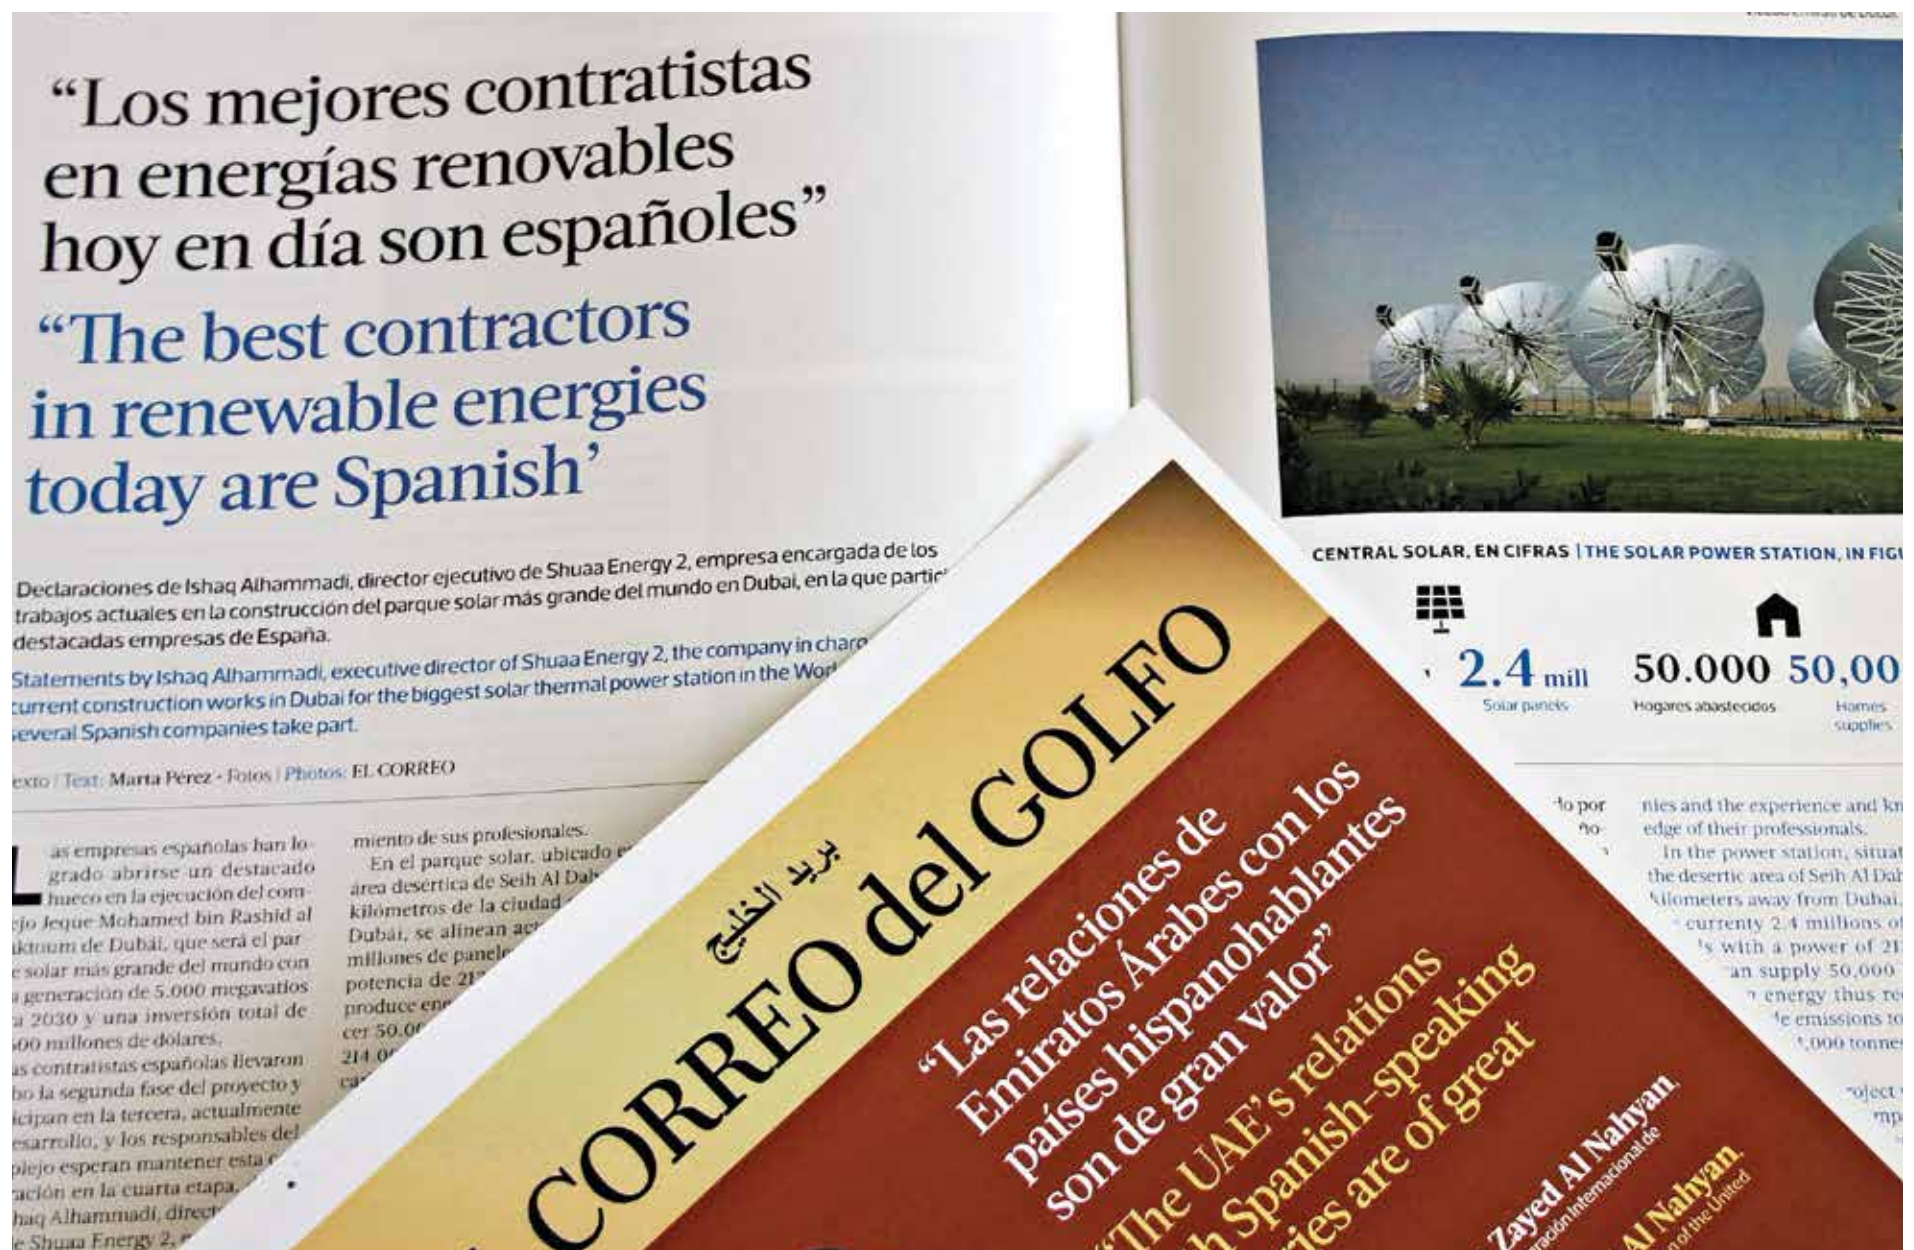 “Los mejores contratistas
en energías renovables
hoy en día son españoles”
“The best contractors
in renewable energies
today are Spanish’
Declaraciones de Ishaq Alhammadi, director ejecutivo de Shuaa Energy 2, empresa encargada de los
trabajos actuales en la construcción del parque solar más grande del mundo en Dubai, en la que
destacadas empresas de España.
Statements by Ishaq Alhammadi, executive director of Shuaa Energy 2, the company in
current construction works in Dubai for the biggest solar thermal power station in the
several Spanish companies take part.
Text: Marta Pérez - Fotos | Photos: EL CORREO
Las empresas españolas han lo-
grado abrirse un destacado
hueco en la ejecución del com-
Jeque Mohamed bin Rashid al
de Dubái, que será el par-
solar más grande del mundo con
generación de 5.000 megavatios
2030 y una inversión total de
millones de dólares.
contratistas españolas llevaron
la segunda fase del proyecto y
en la tercera, actualmente
y los responsables del
esperan mantener esta
en la cuarta etapa,
Alhammadi,
Shuaa Energy 2,
miento de sus profesionales.
En el parque solar, ubicado
área desértica de Seih Al
kilómetros de la ciudad
Dubái, se alinean
millones de
potencia de
produce
CENTRAL SOLAR, EN CIFRAS | THE SOLAR POWER STATION, IN
2.4 mill 50.000
Solar panels Hogares abastecidos Homes
supplies
por
nies and the experience and
edge of their professionals.
In the power station,
the desertic area of Seih Al
kilometers away from Dubai,
currenty 2.4 millions
with a power of
supply 50.000
energy thus
emissions to
بريد الخليج
CORREO del GOLFO
“Las relaciones de
Emiratos Árabes con los
países hispanohablantes
son de gran valor”
“The UAE’s relations
Spanish-speaking
are of great
Zayed Al Nahyan,
Internacional de
Al Nahyan,
of the United